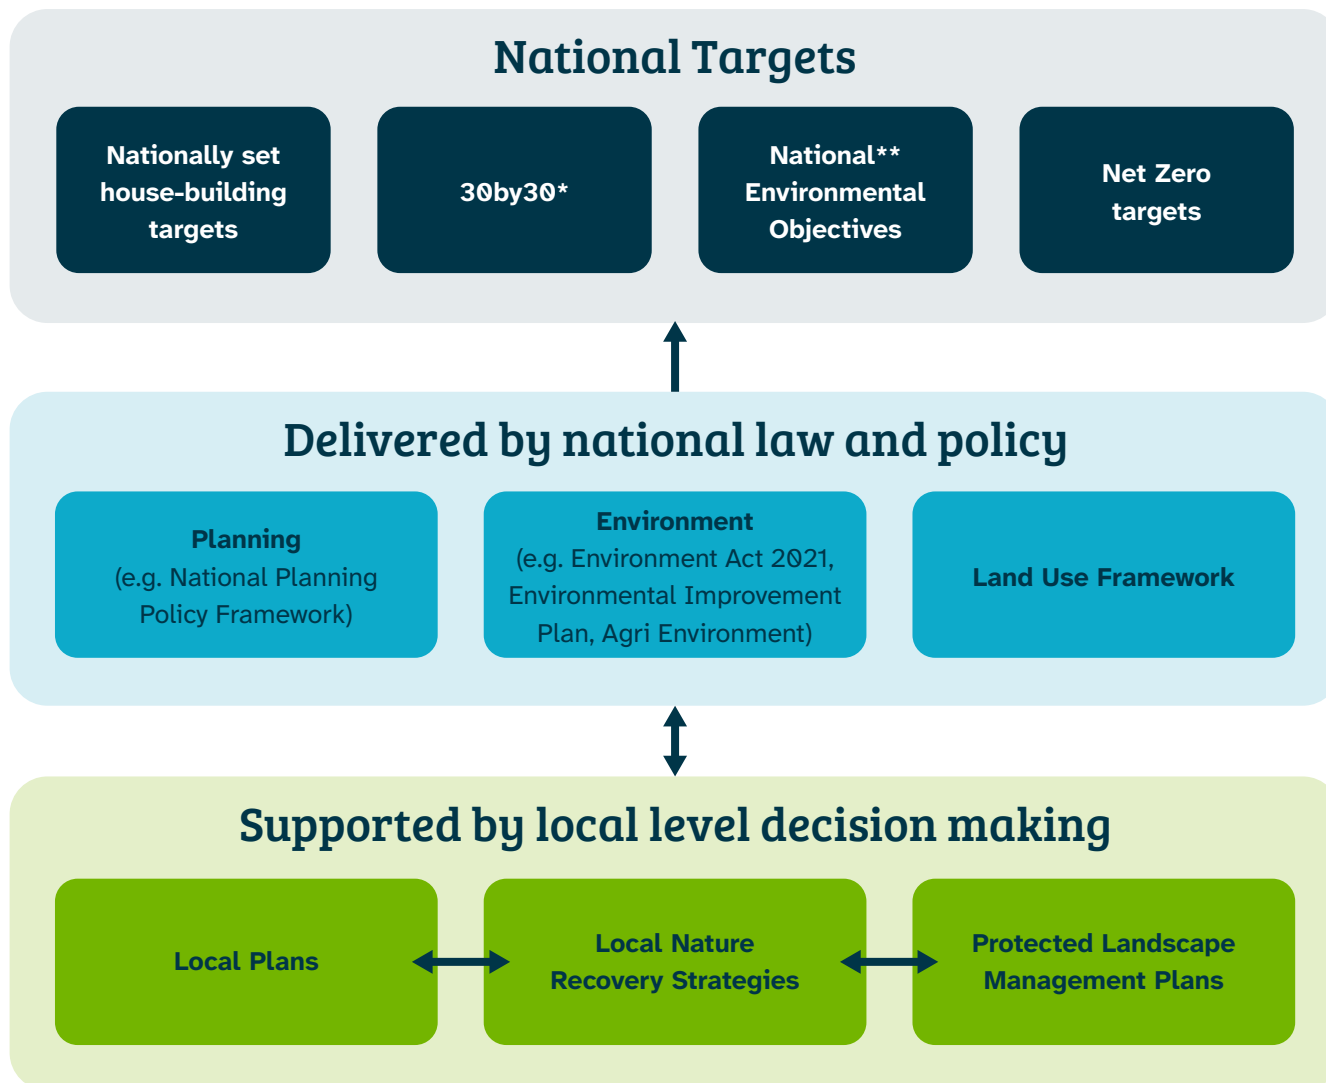 National Targets
Nationally set
house-building
targets
30by30*
National**
Environmental
Objectives
Net Zero
targets
Delivered by national law and policy
Planning
(e.g. National Planning
Policy Framework)
Environment
(e.g. Environment Act 2021,
Environmental Improvement
Plan, Agri Environment)
Land Use Framework
Supported by local level decision making
Local Plans
Local Nature
Recovery Strategies
Protected Landscape
Management Plans